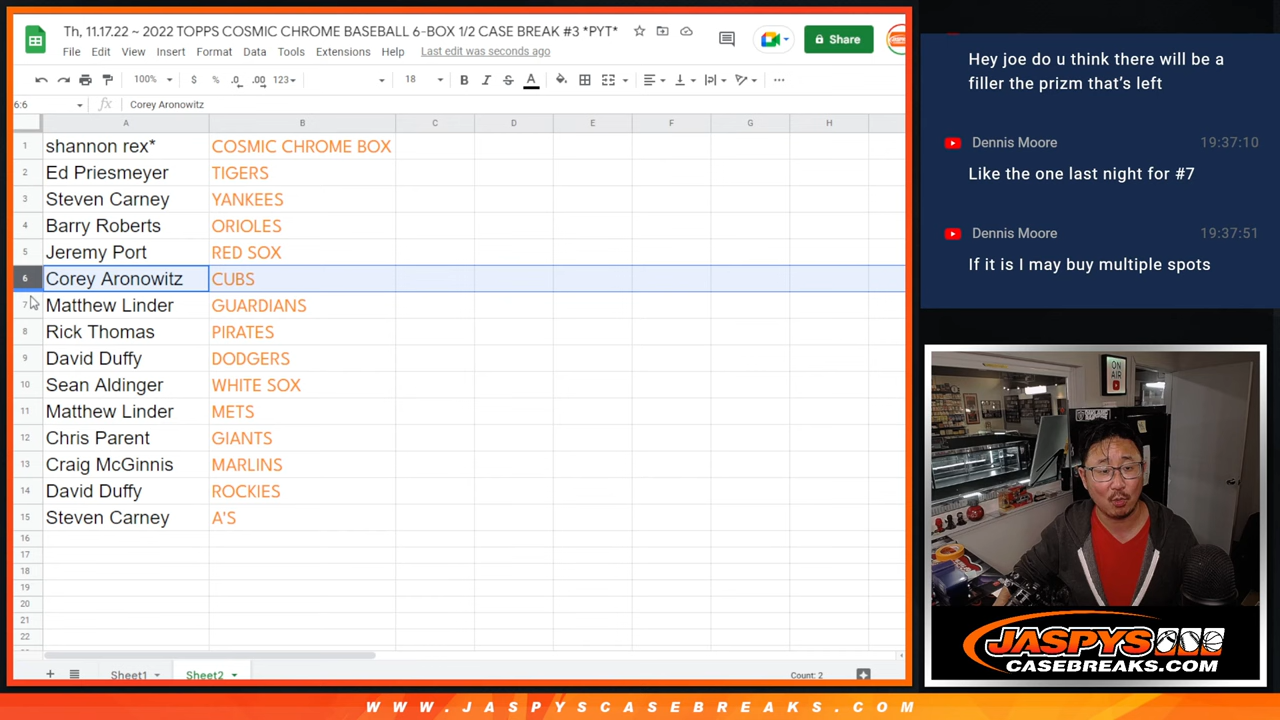 Th, 11.17.22 ~ 2022 TOPPS COSMIC CHROME BASEBALL 6-BOX 1/2 CASE BREAK #3 *PYT*
File Edit View Insert Format Data Tools Extensions Help Last edit was seconds ago
Share
100% $ % .0 .00 123 18 B I S A
6:6 fx Corey Aronowitz
A B C D E F G H
1 shannon rex* COSMIC CHROME BOX
2 Ed Priesmeyer TIGERS
3 Steven Carney YANKEES
4 Barry Roberts ORIOLES
5 Jeremy Port RED SOX
6 Corey Aronowitz CUBS
7 Matthew Linder GUARDIANS
8 Rick Thomas PIRATES
9 David Duffy DODGERS
10 Sean Aldinger WHITE SOX
11 Matthew Linder METS
12 Chris Parent GIANTS
13 Craig McGinnis MARLINS
14 David Duffy ROCKIES
15 Steven Carney A'S
16
17
18
19
20
21
22
Sheet1 Sheet2 Count: 2
Hey joe do u think there will be a
filler the prizm that's left
Dennis Moore 19:37:10
Like the one last night for #7
Dennis Moore 19:37:51
If it is I may buy multiple spots
ON
AIR
JASPYS
CASEBREAKS.COM
WWW.JASPYSCASEBREAKS.COM